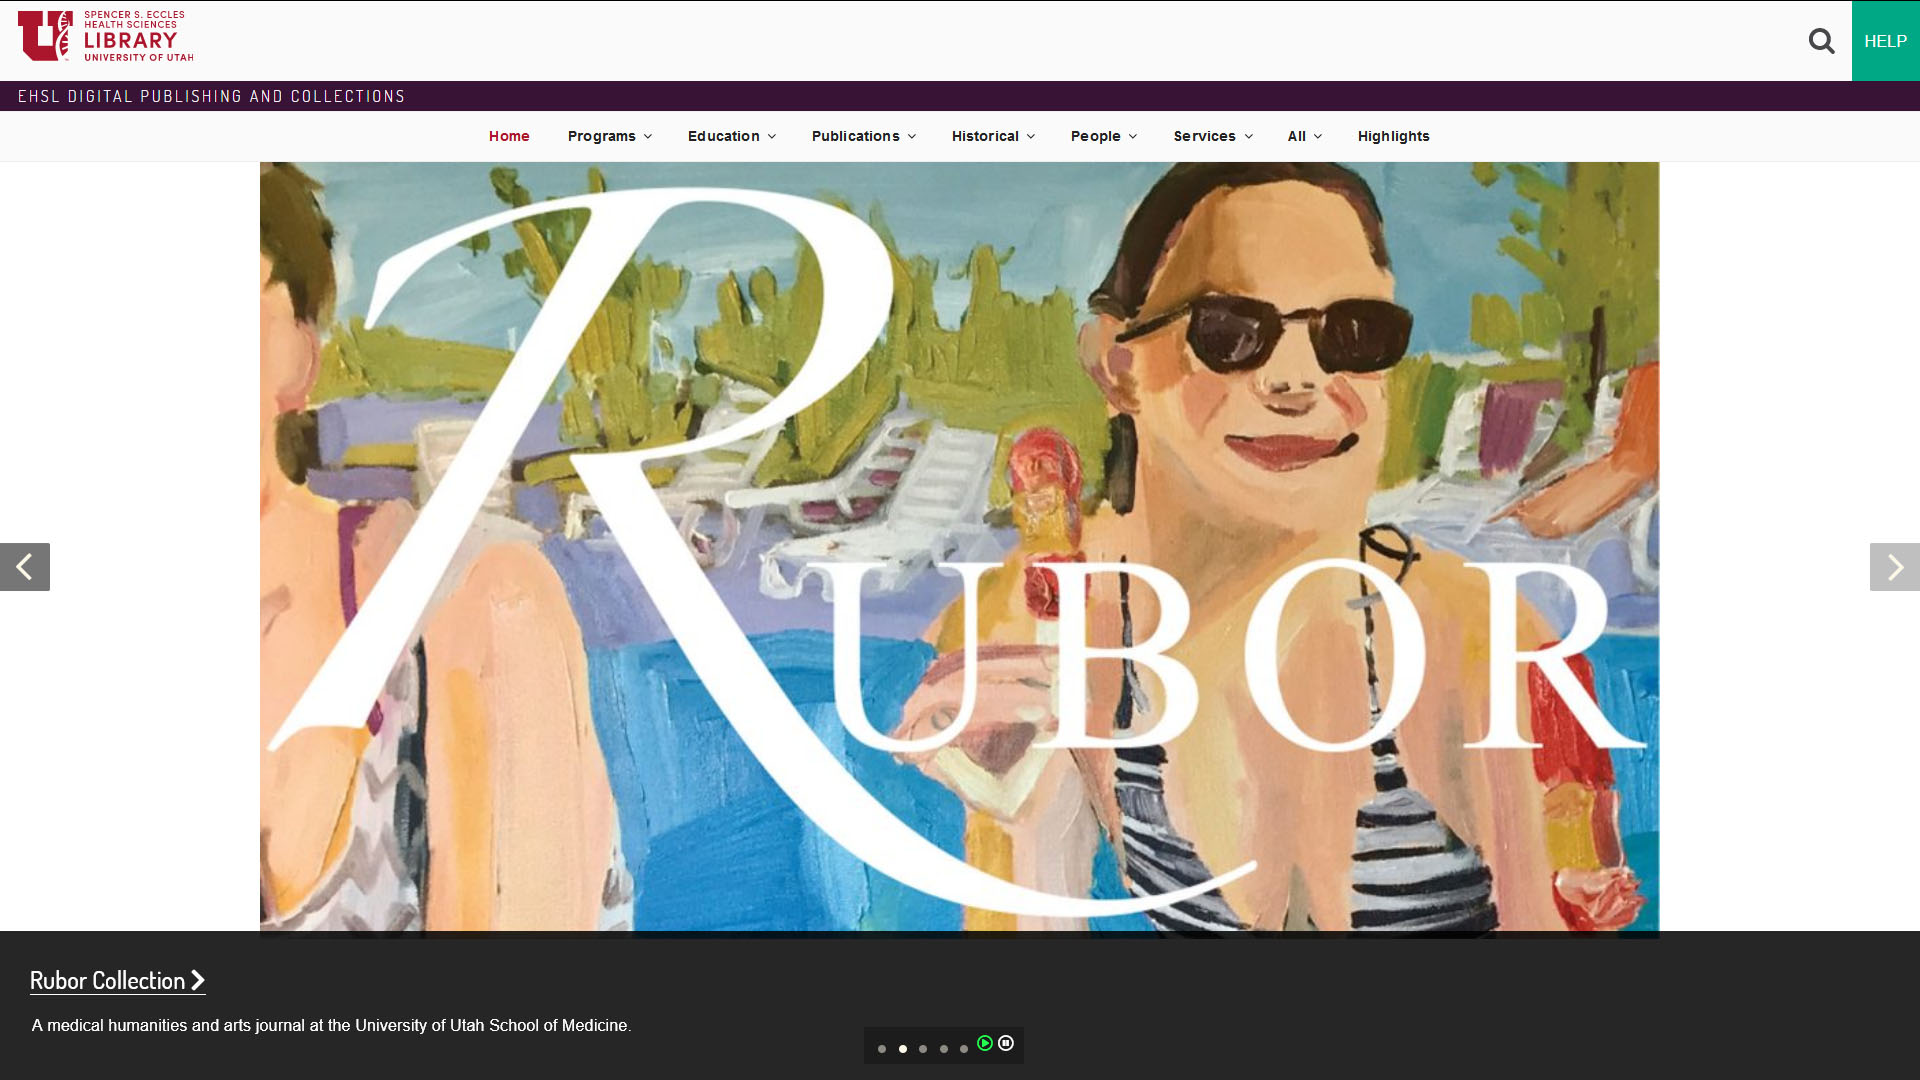 SPENCER S. ECCLES
HEALTH SCIENCES
LIBRARY
UNIVERSITY OF UTAH
HELP
EHSL DIGITAL PUBLISHING AND COLLECTIONS
Home Programs Education Publications Historical People Services All Highlights
RUBOR
Rubor Collection
A medical humanities and arts journal at the University of Utah School of Medicine.